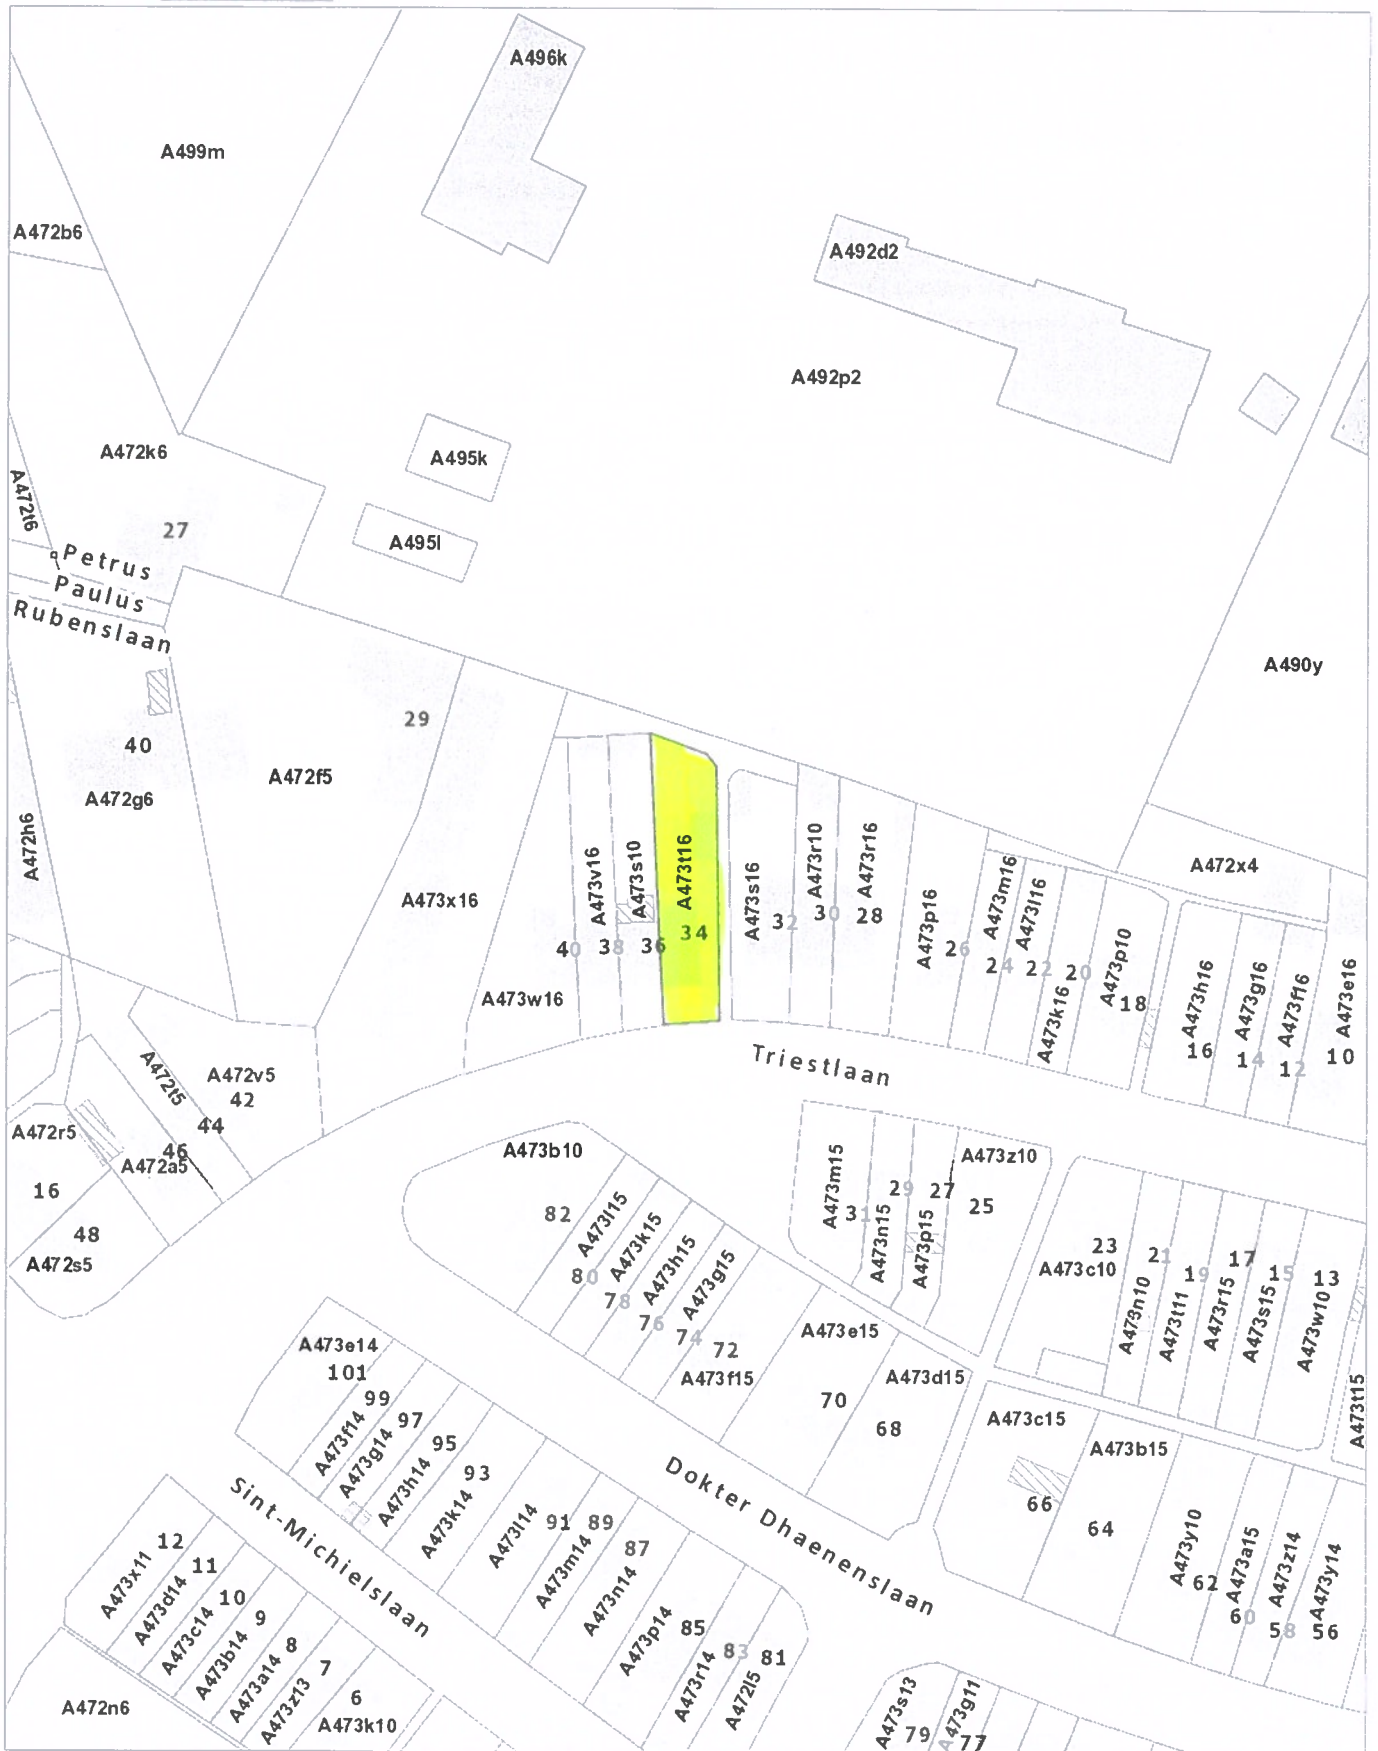 A496k
A499m
A472b6
A492d2
A492p2
A472k6
A495k
A472t6
27
A495l
Petrus
Paulus
Rubenslaan
A490y
29
40
A472f5
A472g6
A472h6
A473x16
A473w16
A473v16
A473s10
A473t16
40
38
36
34
A473s16
32
A473r10
30
A473r16
28
A473p16
26
A473m16
24
A473l16
22
A473k16
20
A473p10
18
A472x4
A473h16
16
A473g16
14
A473f16
12
A473e16
10
Triestlaan
A472t5
A472v5
42
44
A472r5
46
A472a5
16
48
A472s5
A473b10
82
A473l15
80
A473k15
78
A473h15
76
A473g15
74
72
A473f15
A473m15
31
29
A473n15
27
A473p15
A473z10
25
A473e15
70
A473d15
68
23
A473c10
21
A473n10
19
A473t11
17
A473r15
15
A473s15
13
A473w10
A473t15
A473c15
66
A473b15
64
A473y10
62
A473a15
60
A473z14
58
A473y14
56
Dokter Dhaenenslaan
A473e14
101
99
A473f14
97
A473g14
95
A473h14
93
A473k14
A473l14
91
89
A473m14
87
A473n14
A473p14
85
A473r14
83
81
A472l5
Sint-Michielslaan
12
A473x11
11
A473d14
10
A473c14
9
A473b14
8
A473a14
7
A473z13
6
A473k10
A472n6
A473s13
79
A473g11
77